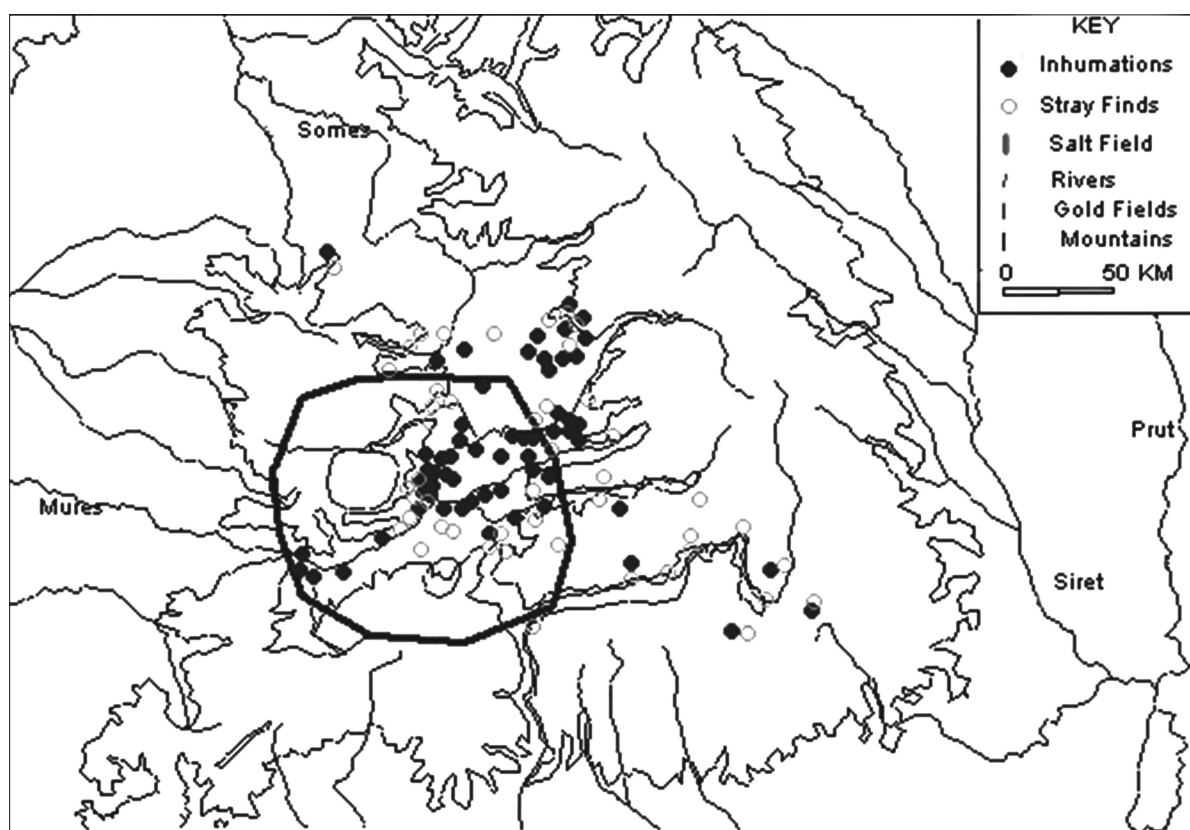 KEY
Inhumations
Stray Finds
Salt Field
Rivers
Gold Fields
Mountains
0 50 KM
Somes
Mures
Prut
Siret